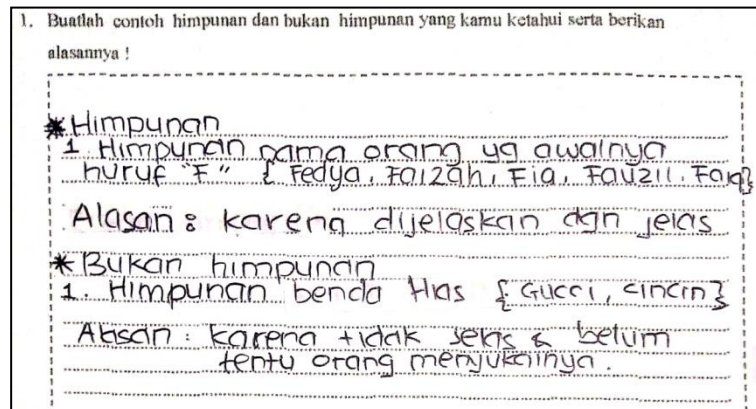 1. Buatlah contoh himpunan dan bukan himpunan yang kamu ketahui serta berikan
alasannya !
* Himpunan
1. Himpunan nama orang yg awalnya
huruf "F" { Fedya, Faizah, Fia, Fauzii, Faiq}
Alasan : karena dijelaskan dgn jelas
* Bukan himpunan
1. Himpunan benda Hias { Gucci, cincin}
Alasan : karena tidak jelas & belum
tentu orang menyukainya.